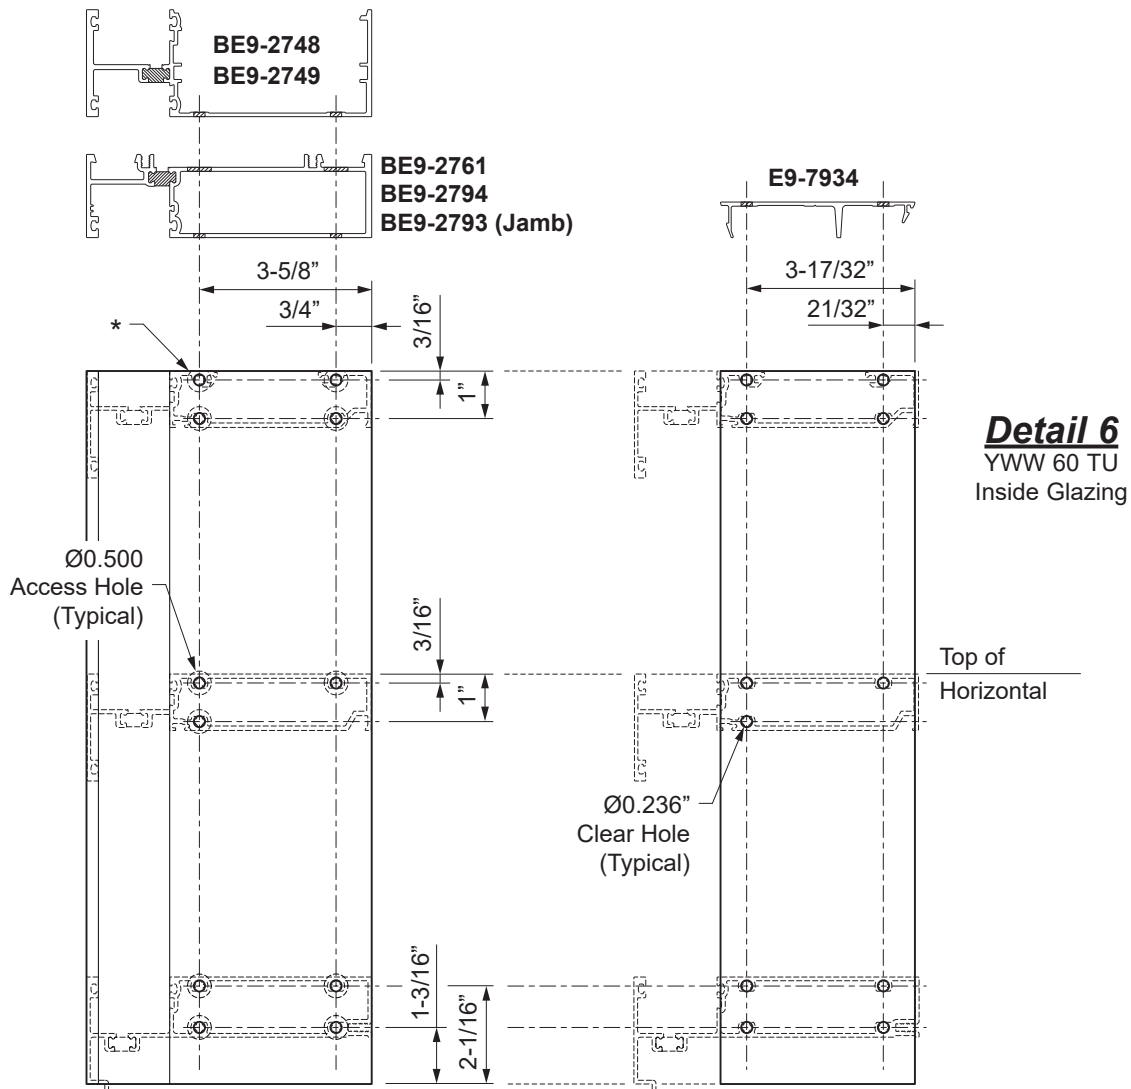 BE9-2748
BE9-2749
BE9-2761
BE9-2794
BE9-2793 (Jamb)
E9-7934
3-5/8”
3/4”
3/16”
1”
3-17/32”
21/32”
*
Detail 6
YWW 60 TU
Inside Glazing
Ø0.500
Access Hole
(Typical)
3/16”
1”
Top of
Horizontal
Ø0.236”
Clear Hole
(Typical)
1-3/16”
2-1/16”